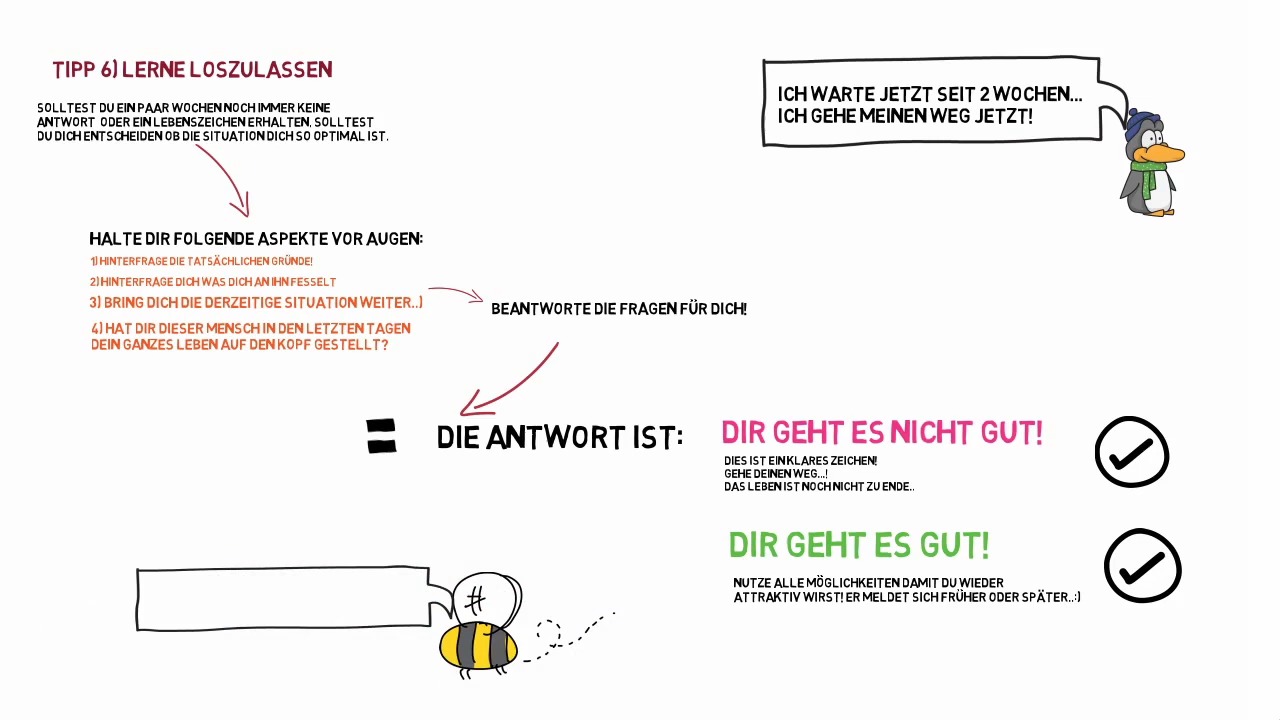 TIPP 6) LERNE LOSZULASSEN
SOLLTEST DU EIN PAAR WOCHEN NOCH IMMER KEINE
ANTWORT ODER EIN LEBENSZEICHEN ERHALTEN, SOLLTEST
DU DICH ENTSCHEIDEN OB DIE SITUATION DICH SO OPTIMAL IST.
ICH WARTE JETZT SEIT 2 WOCHEN...
ICH GEHE MEINEN WEG JETZT!
HALTE DIR FOLGENDE ASPEKTE VOR AUGEN:
1) HINTERFRAGE DIE TATSÄCHLICHEN GRÜNDE!
2) HINTERFRAGE DICH WAS DICH AN IHN FESSELT
3) BRING DICH DIE DERZEITIGE SITUATION WEITER..)
4) HAT DIR DIESER MENSCH IN DEN LETZTEN TAGEN
DEIN GANZES LEBEN AUF DEN KOPF GESTELLT?
BEANTWORTE DIE FRAGEN FÜR DICH!
= DIE ANTWORT IST:
DIR GEHT ES NICHT GUT!
DIES IST EIN KLARES ZEICHEN!
GEHE DEINEN WEG...!
DAS LEBEN IST NOCH NICHT ZU ENDE..
DIR GEHT ES GUT!
NUTZE ALLE MÖGLICHKEITEN DAMIT DU WIEDER
ATTRAKTIV WIRST! ER MELDET SICH FRÜHER ODER SPÄTER..:)
#